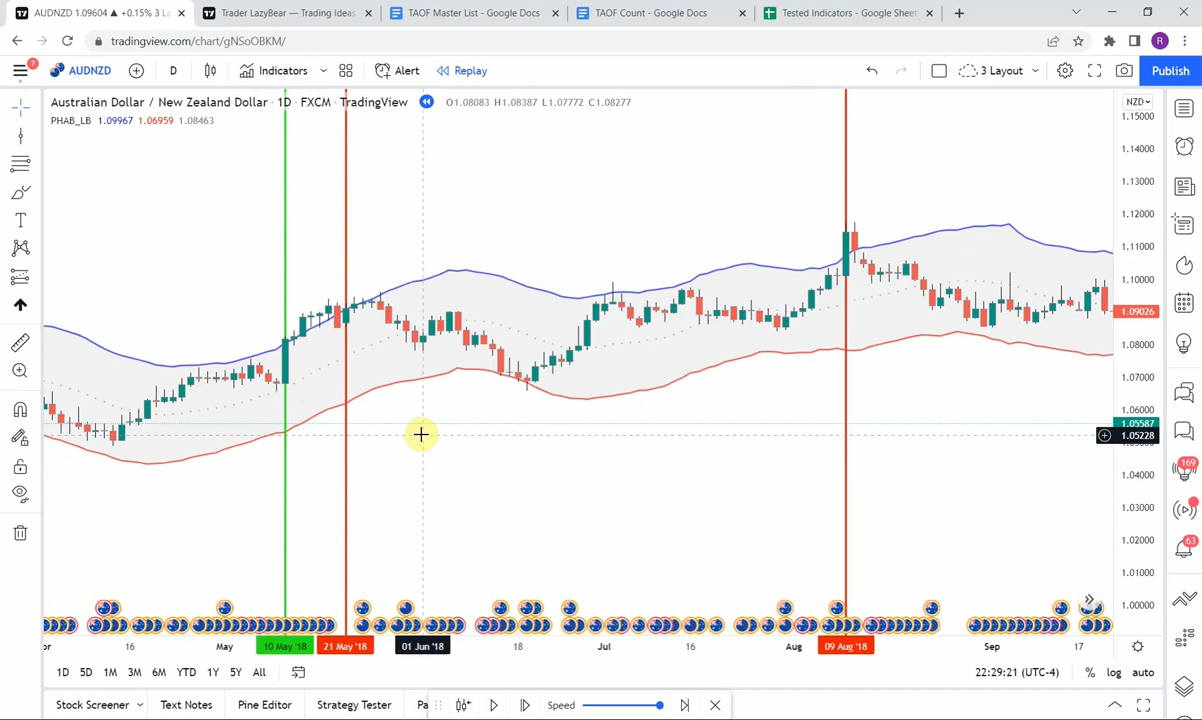 AUDNZD 1.09604 ▲ +0.15% 3 La
Trader LazyBear — Trading Ideas
TAOF Master List - Google Docs
TAOF Count - Google Docs
Tested Indicators - Google Sheet
tradingview.com/chart/gNSoOBKM/
R
7
AUDNZD
D
Indicators
Alert
Replay
3 Layout
Publish
Australian Dollar / New Zealand Dollar · 1D · FXCM · TradingView
O1.08083 H1.08387 L1.07772 C1.08277
NZD
PHAB_LB 1.09967 1.06959 1.08463
1.15000
1.14000
1.13000
1.12000
1.11000
1.10000
1.09026
1.08000
1.07000
1.06000
1.05587
1.05228
1.04000
1.03000
1.02000
1.01000
1.00000
169
63
16
May
10 May '18
21 May '18
01 Jun '18
18
Jul
16
Aug
09 Aug '18
Sep
17
1D 5D 1M 3M 6M YTD 1Y 5Y All
22:29:21 (UTC-4)
% log auto
Stock Screener
Text Notes
Pine Editor
Strategy Tester
Pa
Speed